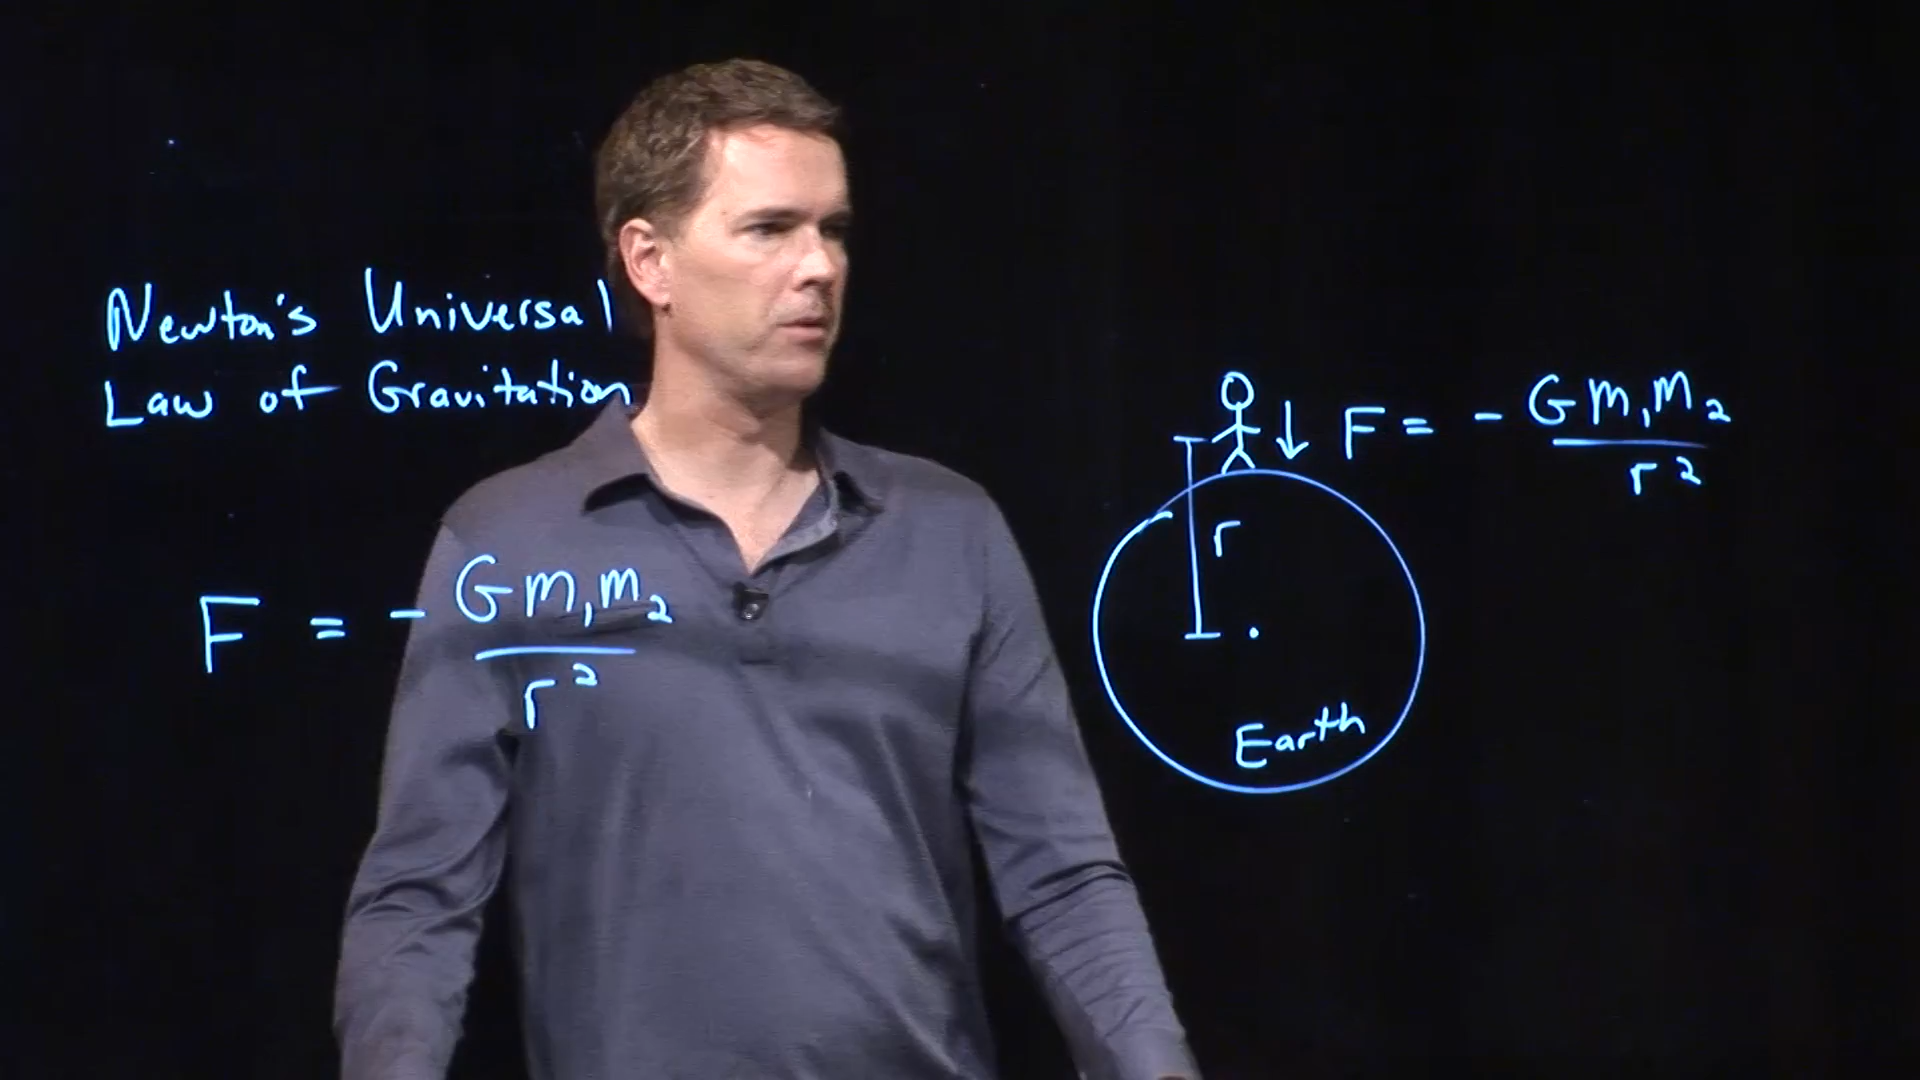 Newton's Universal
Law of Gravitation
F = - Gm₁m₂
r²
F = - Gm₁m₂
r²
r
Earth